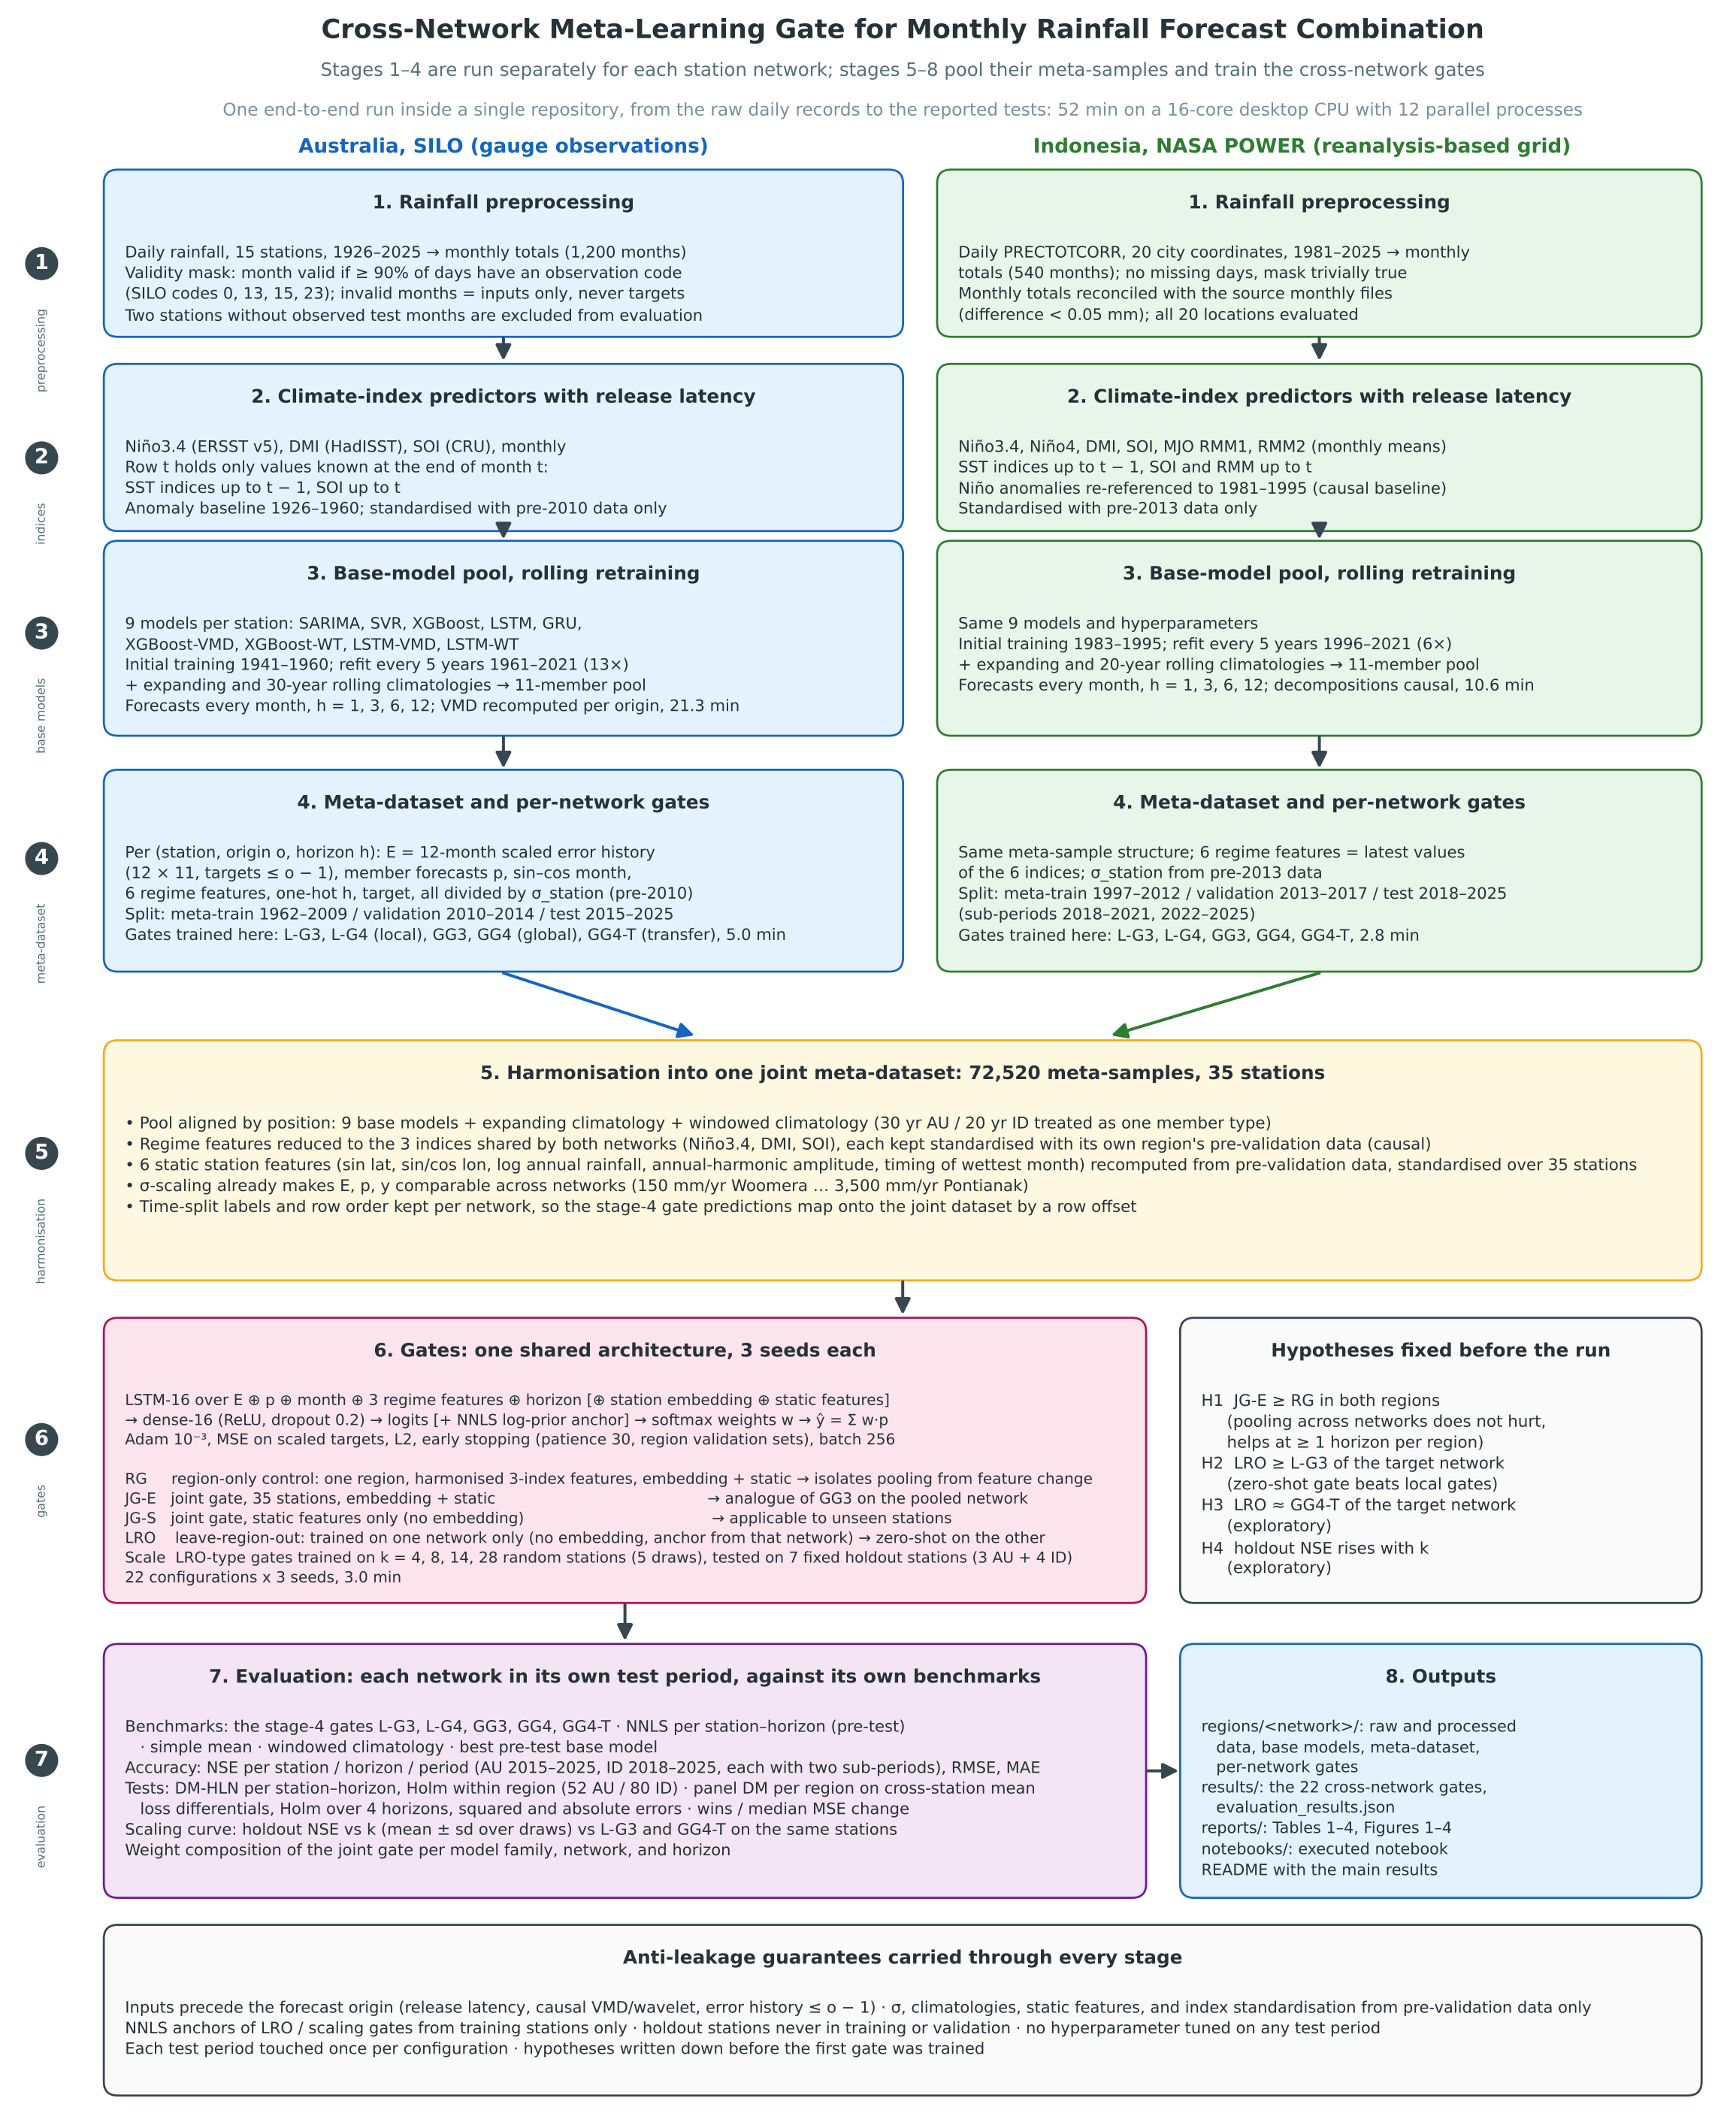 Cross-Network Meta-Learning Gate for Monthly Rainfall Forecast Combination
Stages 1–4 are run separately for each station network; stages 5–8 pool their meta-samples and train the cross-network gates
One end-to-end run inside a single repository, from the raw daily records to the reported tests: 52 min on a 16-core desktop CPU with 12 parallel processes
Australia, SILO (gauge observations)
Indonesia, NASA POWER (reanalysis-based grid)
1
preprocessing
1. Rainfall preprocessing
Daily rainfall, 15 stations, 1926–2025 → monthly totals (1,200 months)
Validity mask: month valid if ≥ 90% of days have an observation code
(SILO codes 0, 13, 15, 23); invalid months = inputs only, never targets
Two stations without observed test months are excluded from evaluation
1. Rainfall preprocessing
Daily PRECTOTCORR, 20 city coordinates, 1981–2025 → monthly
totals (540 months); no missing days, mask trivially true
Monthly totals reconciled with the source monthly files
(difference < 0.05 mm); all 20 locations evaluated
2
indices
2. Climate-index predictors with release latency
Niño3.4 (ERSST v5), DMI (HadISST), SOI (CRU), monthly
Row t holds only values known at the end of month t:
SST indices up to t − 1, SOI up to t
Anomaly baseline 1926–1960; standardised with pre-2010 data only
2. Climate-index predictors with release latency
Niño3.4, Niño4, DMI, SOI, MJO RMM1, RMM2 (monthly means)
SST indices up to t − 1, SOI and RMM up to t
Niño anomalies re-referenced to 1981–1995 (causal baseline)
Standardised with pre-2013 data only
3
base models
3. Base-model pool, rolling retraining
9 models per station: SARIMA, SVR, XGBoost, LSTM, GRU,
XGBoost-VMD, XGBoost-WT, LSTM-VMD, LSTM-WT
Initial training 1941–1960; refit every 5 years 1961–2021 (13×)
+ expanding and 30-year rolling climatologies → 11-member pool
Forecasts every month, h = 1, 3, 6, 12; VMD recomputed per origin, 21.3 min
3. Base-model pool, rolling retraining
Same 9 models and hyperparameters
Initial training 1983–1995; refit every 5 years 1996–2021 (6×)
+ expanding and 20-year rolling climatologies → 11-member pool
Forecasts every month, h = 1, 3, 6, 12; decompositions causal, 10.6 min
4
meta-dataset
4. Meta-dataset and per-network gates
Per (station, origin o, horizon h): E = 12-month scaled error history
(12 × 11, targets ≤ o − 1), member forecasts p, sin–cos month,
6 regime features, one-hot h, target, all divided by σ_station (pre-2010)
Split: meta-train 1962–2009 / validation 2010–2014 / test 2015–2025
Gates trained here: L-G3, L-G4 (local), GG3, GG4 (global), GG4-T (transfer), 5.0 min
4. Meta-dataset and per-network gates
Same meta-sample structure; 6 regime features = latest values
of the 6 indices; σ_station from pre-2013 data
Split: meta-train 1997–2012 / validation 2013–2017 / test 2018–2025
(sub-periods 2018–2021, 2022–2025)
Gates trained here: L-G3, L-G4, GG3, GG4, GG4-T, 2.8 min
5
harmonisation
5. Harmonisation into one joint meta-dataset: 72,520 meta-samples, 35 stations
• Pool aligned by position: 9 base models + expanding climatology + windowed climatology (30 yr AU / 20 yr ID treated as one member type)
• Regime features reduced to the 3 indices shared by both networks (Niño3.4, DMI, SOI), each kept standardised with its own region's pre-validation data (causal)
• 6 static station features (sin lat, sin/cos lon, log annual rainfall, annual-harmonic amplitude, timing of wettest month) recomputed from pre-validation data, standardised over 35 stations
• σ-scaling already makes E, p, y comparable across networks (150 mm/yr Woomera … 3,500 mm/yr Pontianak)
• Time-split labels and row order kept per network, so the stage-4 gate predictions map onto the joint dataset by a row offset
6
gates
6. Gates: one shared architecture, 3 seeds each
LSTM-16 over E ⊕ p ⊕ month ⊕ 3 regime features ⊕ horizon [⊕ station embedding ⊕ static features]
→ dense-16 (ReLU, dropout 0.2) → logits [+ NNLS log-prior anchor] → softmax weights w → ŷ = Σ w·p
Adam 10⁻³, MSE on scaled targets, L2, early stopping (patience 30, region validation sets), batch 256
RG region-only control: one region, harmonised 3-index features, embedding + static → isolates pooling from feature change
JG-E joint gate, 35 stations, embedding + static → analogue of GG3 on the pooled network
JG-S joint gate, static features only (no embedding) → applicable to unseen stations
LRO leave-region-out: trained on one network only (no embedding, anchor from that network) → zero-shot on the other
Scale LRO-type gates trained on k = 4, 8, 14, 28 random stations (5 draws), tested on 7 fixed holdout stations (3 AU + 4 ID)
22 configurations x 3 seeds, 3.0 min
Hypotheses fixed before the run
H1 JG-E ≥ RG in both regions
(pooling across networks does not hurt,
helps at ≥ 1 horizon per region)
H2 LRO ≥ L-G3 of the target network
(zero-shot gate beats local gates)
H3 LRO ≈ GG4-T of the target network
(exploratory)
H4 holdout NSE rises with k
(exploratory)
7
evaluation
7. Evaluation: each network in its own test period, against its own benchmarks
Benchmarks: the stage-4 gates L-G3, L-G4, GG3, GG4, GG4-T · NNLS per station–horizon (pre-test)
· simple mean · windowed climatology · best pre-test base model
Accuracy: NSE per station / horizon / period (AU 2015–2025, ID 2018–2025, each with two sub-periods), RMSE, MAE
Tests: DM-HLN per station–horizon, Holm within region (52 AU / 80 ID) · panel DM per region on cross-station mean
loss differentials, Holm over 4 horizons, squared and absolute errors · wins / median MSE change
Scaling curve: holdout NSE vs k (mean ± sd over draws) vs L-G3 and GG4-T on the same stations
Weight composition of the joint gate per model family, network, and horizon
8. Outputs
regions/<network>/: raw and processed
data, base models, meta-dataset,
per-network gates
results/: the 22 cross-network gates,
evaluation_results.json
reports/: Tables 1–4, Figures 1–4
notebooks/: executed notebook
README with the main results
Anti-leakage guarantees carried through every stage
Inputs precede the forecast origin (release latency, causal VMD/wavelet, error history ≤ o − 1) · σ, climatologies, static features, and index standardisation from pre-validation data only
NNLS anchors of LRO / scaling gates from training stations only · holdout stations never in training or validation · no hyperparameter tuned on any test period
Each test period touched once per configuration · hypotheses written down before the first gate was trained